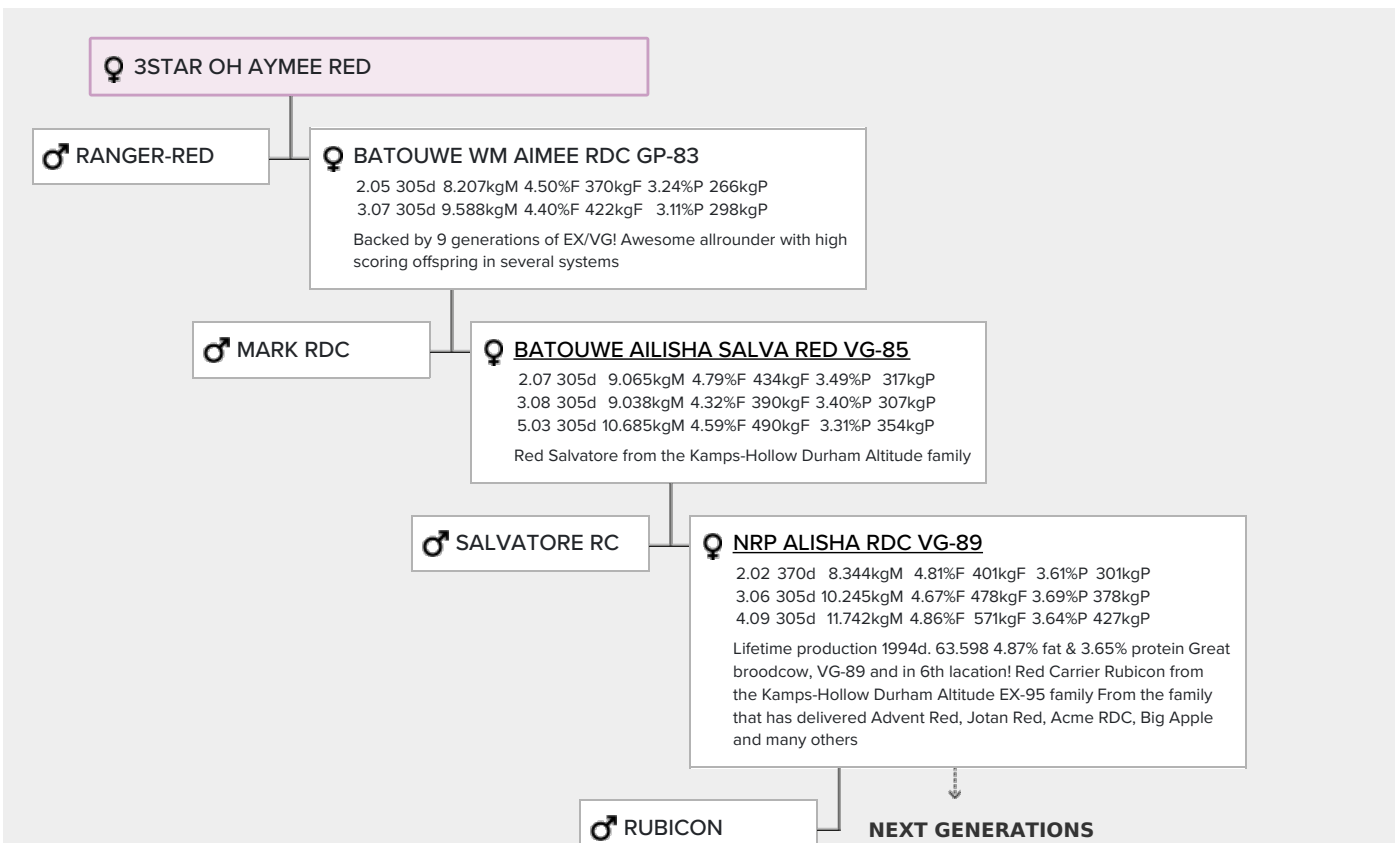 3STAR OH AYMEE RED
RANGER-RED
BATOUWE WM AIMEE RDC GP-83
2.05 305d 8.207kgM 4.50%F 370kgF 3.24%P 266kgP
3.07 305d 9.588kgM 4.40%F 422kgF 3.11%P 298kgP
Backed by 9 generations of EX/VG! Awesome allrounder with high
scoring offspring in several systems
MARK RDC
BATOUWE AILISHA SALVA RED VG-85
2.07 305d 9.065kgM 4.79%F 434kgF 3.49%P 317kgP
3.08 305d 9.038kgM 4.32%F 390kgF 3.40%P 307kgP
5.03 305d 10.685kgM 4.59%F 490kgF 3.31%P 354kgP
Red Salvatore from the Kamps-Hollow Durham Altitude family
SALVATORE RC
NRP ALISHA RDC VG-89
2.02 370d 8.344kgM 4.81%F 401kgF 3.61%P 301kgP
3.06 305d 10.245kgM 4.67%F 478kgF 3.69%P 378kgP
4.09 305d 11.742kgM 4.86%F 571kgF 3.64%P 427kgP
Lifetime production 1994d. 63.598 4.87% fat & 3.65% protein Great
broodcow, VG-89 and in 6th lacation! Red Carrier Rubicon from
the Kamps-Hollow Durham Altitude EX-95 family From the family
that has delivered Advent Red, Jotan Red, Acme RDC, Big Apple
and many others
RUBICON
NEXT GENERATIONS